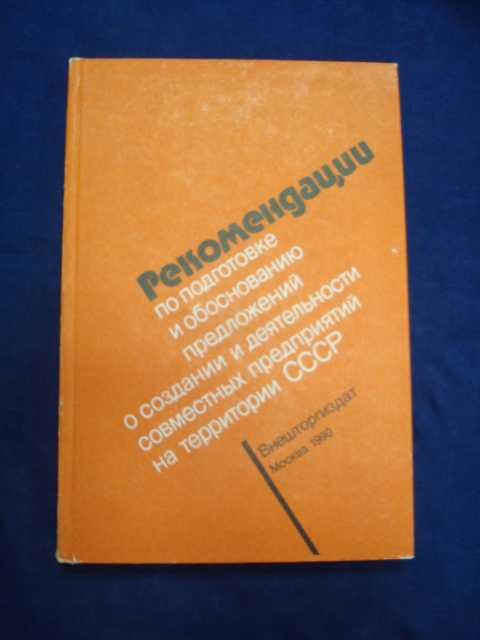 Рекомендации
по подготовке
и обоснованию
предложений
о создании и деятельности
совместных предприятий
на территории СССР
Внешторгиздат
Москва 1990